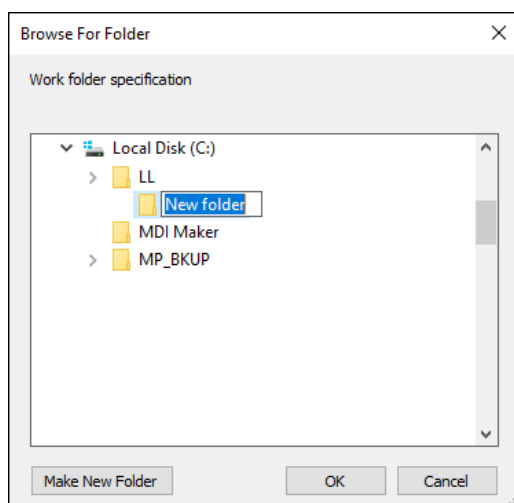 Browse For Folder
Work folder specification
Local Disk (C:)
LL
New folder
MDI Maker
MP_BKUP
Make New Folder OK Cancel